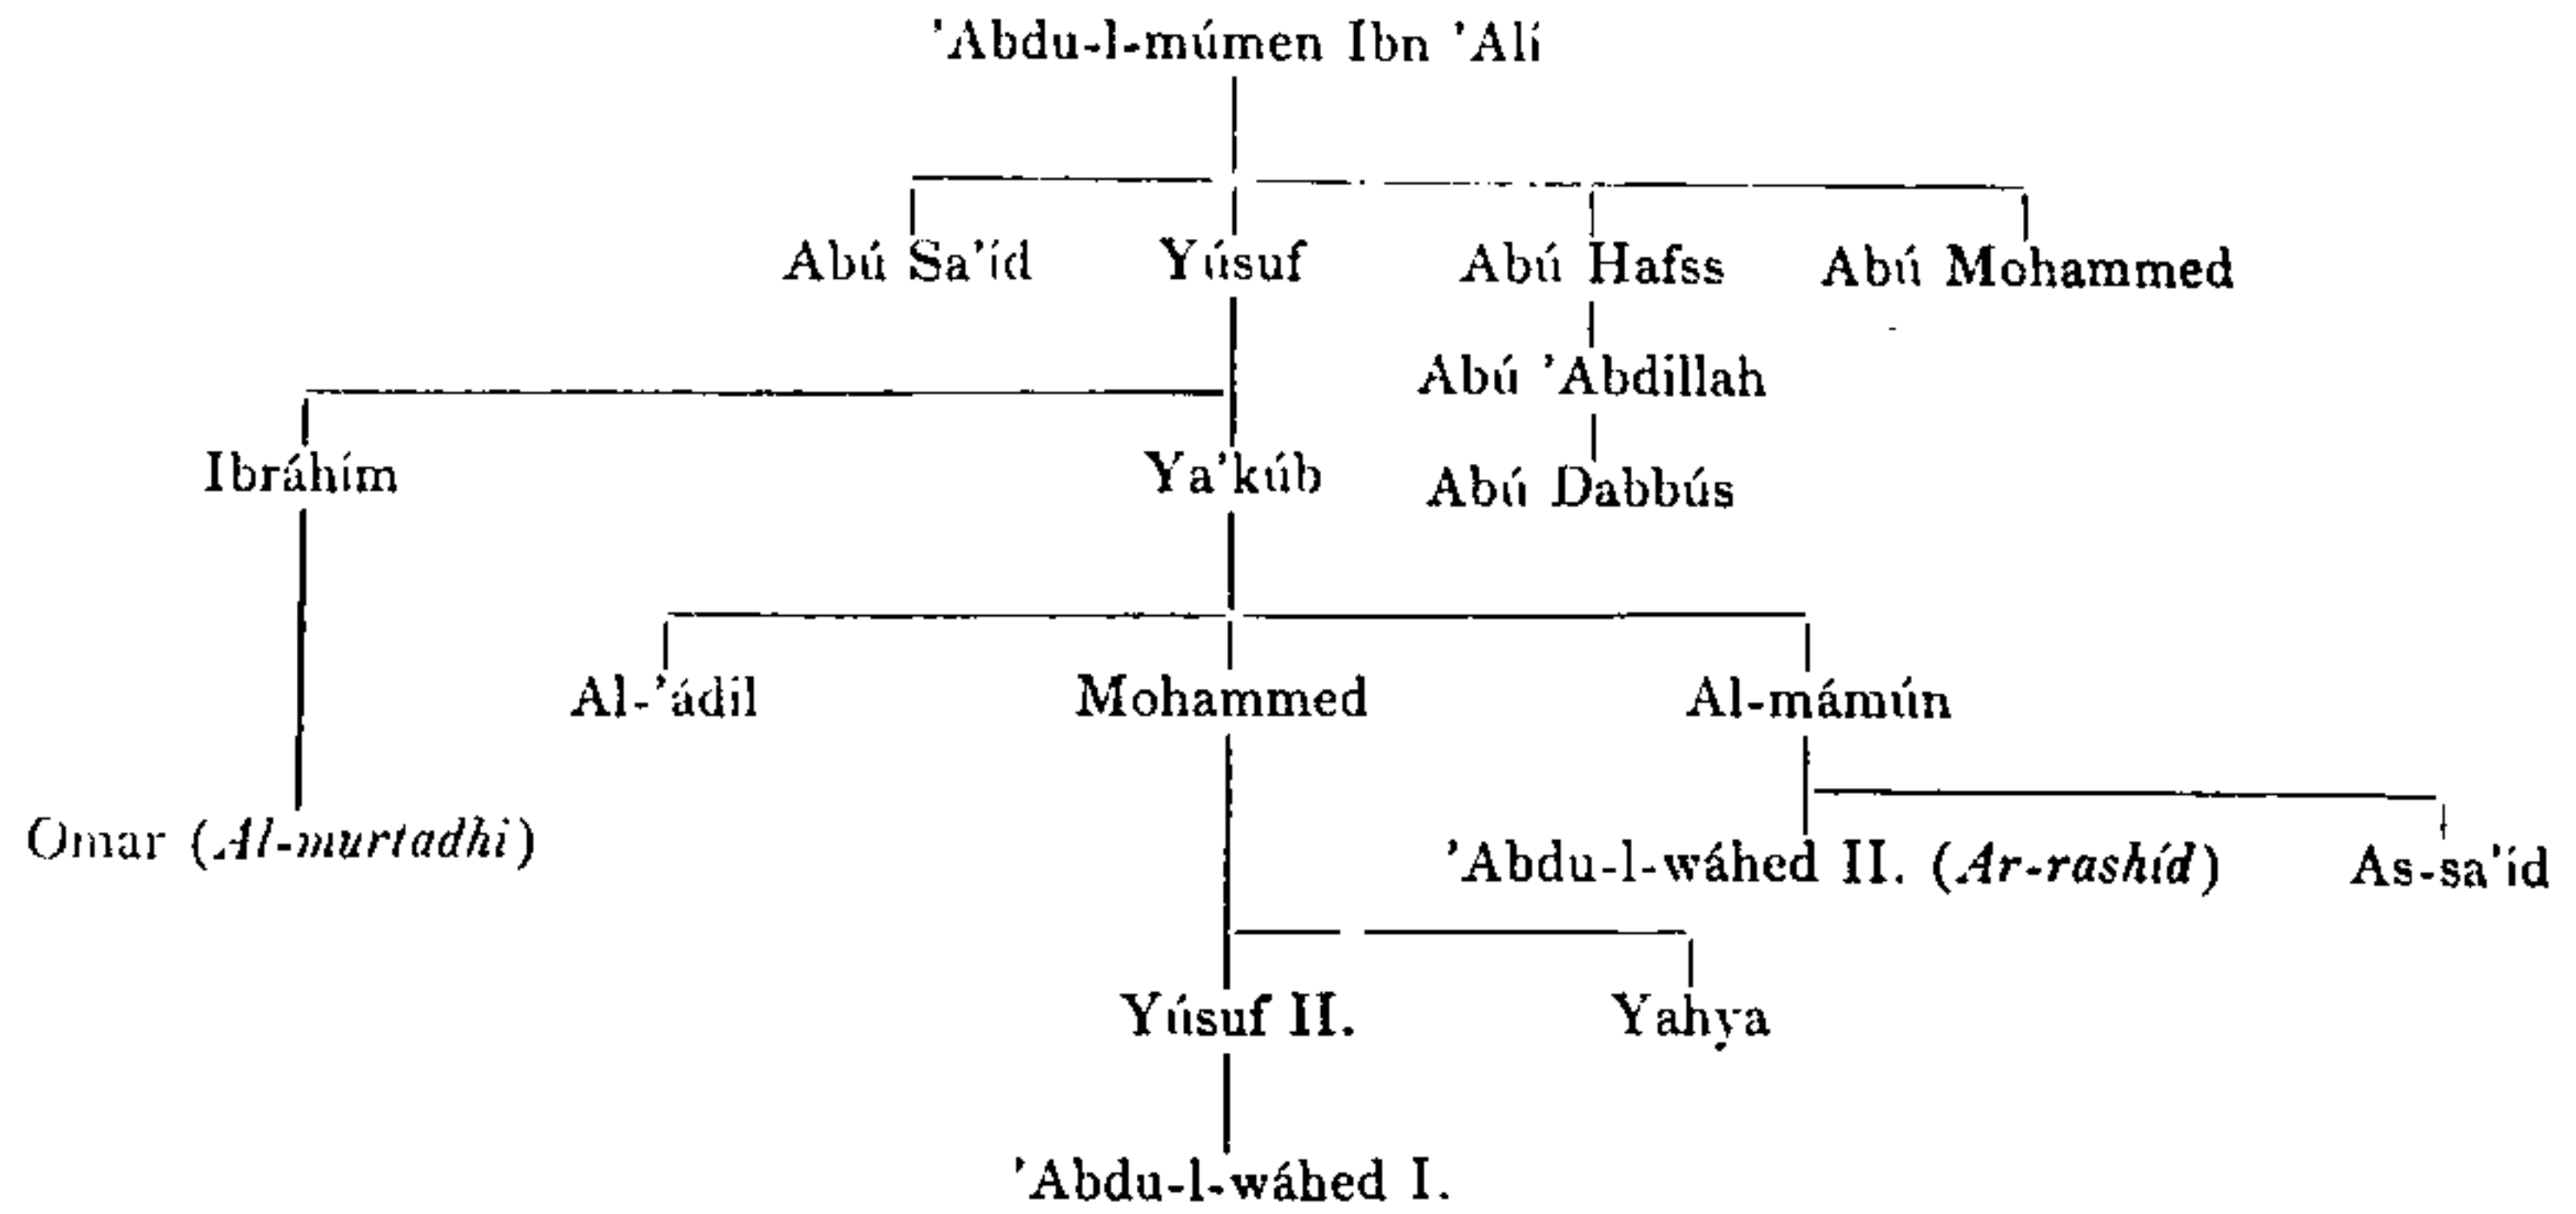 ’Abdu-l-múmen Ibn ’Alí
Abú Sa’íd Yúsuf Abú Hafss Abú Mohammed
Abú ’Abdillah
Ibráhím Ya’kúb Abú Dabbús
Al-’ádil Mohammed Al-mámún
Omar (Al-murtadhi) ’Abdu-l-wáhed II. (Ar-rashíd) As-sa’íd
Yúsuf II. Yahya
’Abdu-l-wáhed I.